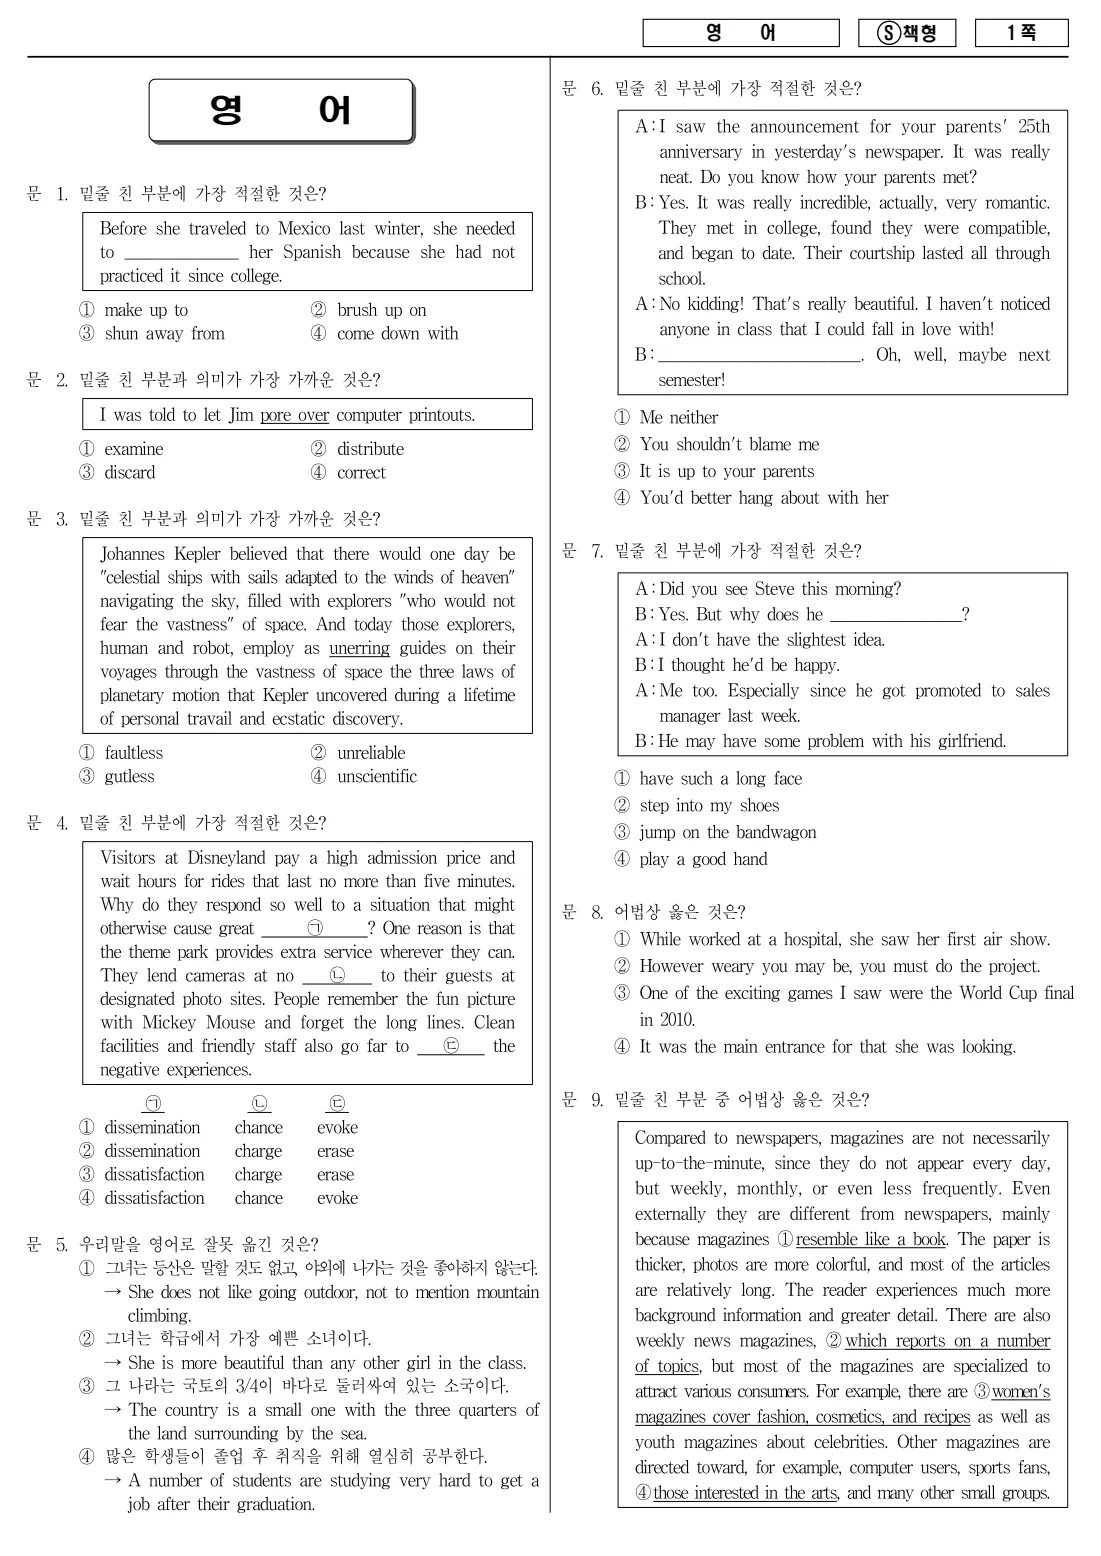 영 어
Ⓢ책형
1 쪽
영 어
문 1. 밑줄 친 부분에 가장 적절한 것은?
Before she traveled to Mexico last winter, she needed
to ____________ her Spanish because she had not
practiced it since college.
① make up to ② brush up on
③ shun away from ④ come down with
문 2. 밑줄 친 부분과 의미가 가장 가까운 것은?
I was told to let Jim pore over computer printouts.
① examine ② distribute
③ discard ④ correct
문 3. 밑줄 친 부분과 의미가 가장 가까운 것은?
Johannes Kepler believed that there would one day be
"celestial ships with sails adapted to the winds of heaven"
navigating the sky, filled with explorers "who would not
fear the vastness" of space. And today those explorers,
human and robot, employ as unerring guides on their
voyages through the vastness of space the three laws of
planetary motion that Kepler uncovered during a lifetime
of personal travail and ecstatic discovery.
① faultless ② unreliable
③ gutless ④ unscientific
문 4. 밑줄 친 부분에 가장 적절한 것은?
Visitors at Disneyland pay a high admission price and
wait hours for rides that last no more than five minutes.
Why do they respond so well to a situation that might
otherwise cause great ㉠ ? One reason is that
the theme park provides extra service wherever they can.
They lend cameras at no ㉡ to their guests at
designated photo sites. People remember the fun picture
with Mickey Mouse and forget the long lines. Clean
facilities and friendly staff also go far to ㉢ the
negative experiences.
㉠ ㉡ ㉢
① dissemination chance evoke
② dissemination charge erase
③ dissatisfaction charge erase
④ dissatisfaction chance evoke
문 5. 우리말을 영어로 잘못 옮긴 것은?
① 그녀는 등산은 말할 것도 없고, 야외에 나가는 것을 좋아하지 않는다.
→ She does not like going outdoor, not to mention mountain
climbing.
② 그녀는 학급에서 가장 예쁜 소녀이다.
→ She is more beautiful than any other girl in the class.
③ 그 나라는 국토의 3/4이 바다로 둘러싸여 있는 소국이다.
→ The country is a small one with the three quarters of
the land surrounding by the sea.
④ 많은 학생들이 졸업 후 취직을 위해 열심히 공부한다.
→ A number of students are studying very hard to get a
job after their graduation.
문 6. 밑줄 친 부분에 가장 적절한 것은?
A : I saw the announcement for your parents' 25th
anniversary in yesterday's newspaper. It was really
neat. Do you know how your parents met?
B : Yes. It was really incredible, actually, very romantic.
They met in college, found they were compatible,
and began to date. Their courtship lasted all through
school.
A : No kidding! That's really beautiful. I haven't noticed
anyone in class that I could fall in love with!
B : ______________________. Oh, well, maybe next
semester!
① Me neither
② You shouldn't blame me
③ It is up to your parents
④ You'd better hang about with her
문 7. 밑줄 친 부분에 가장 적절한 것은?
A : Did you see Steve this morning?
B : Yes. But why does he ______________?
A : I don't have the slightest idea.
B : I thought he'd be happy.
A : Me too. Especially since he got promoted to sales
manager last week.
B : He may have some problem with his girlfriend.
① have such a long face
② step into my shoes
③ jump on the bandwagon
④ play a good hand
문 8. 어법상 옳은 것은?
① While worked at a hospital, she saw her first air show.
② However weary you may be, you must do the project.
③ One of the exciting games I saw were the World Cup final
in 2010.
④ It was the main entrance for that she was looking.
문 9. 밑줄 친 부분 중 어법상 옳은 것은?
Compared to newspapers, magazines are not necessarily
up-to-the-minute, since they do not appear every day,
but weekly, monthly, or even less frequently. Even
externally they are different from newspapers, mainly
because magazines ① resemble like a book. The paper is
thicker, photos are more colorful, and most of the articles
are relatively long. The reader experiences much more
background information and greater detail. There are also
weekly news magazines, ② which reports on a number
of topics, but most of the magazines are specialized to
attract various consumers. For example, there are ③ women's
magazines cover fashion, cosmetics, and recipes as well as
youth magazines about celebrities. Other magazines are
directed toward, for example, computer users, sports fans,
④ those interested in the arts, and many other small groups.